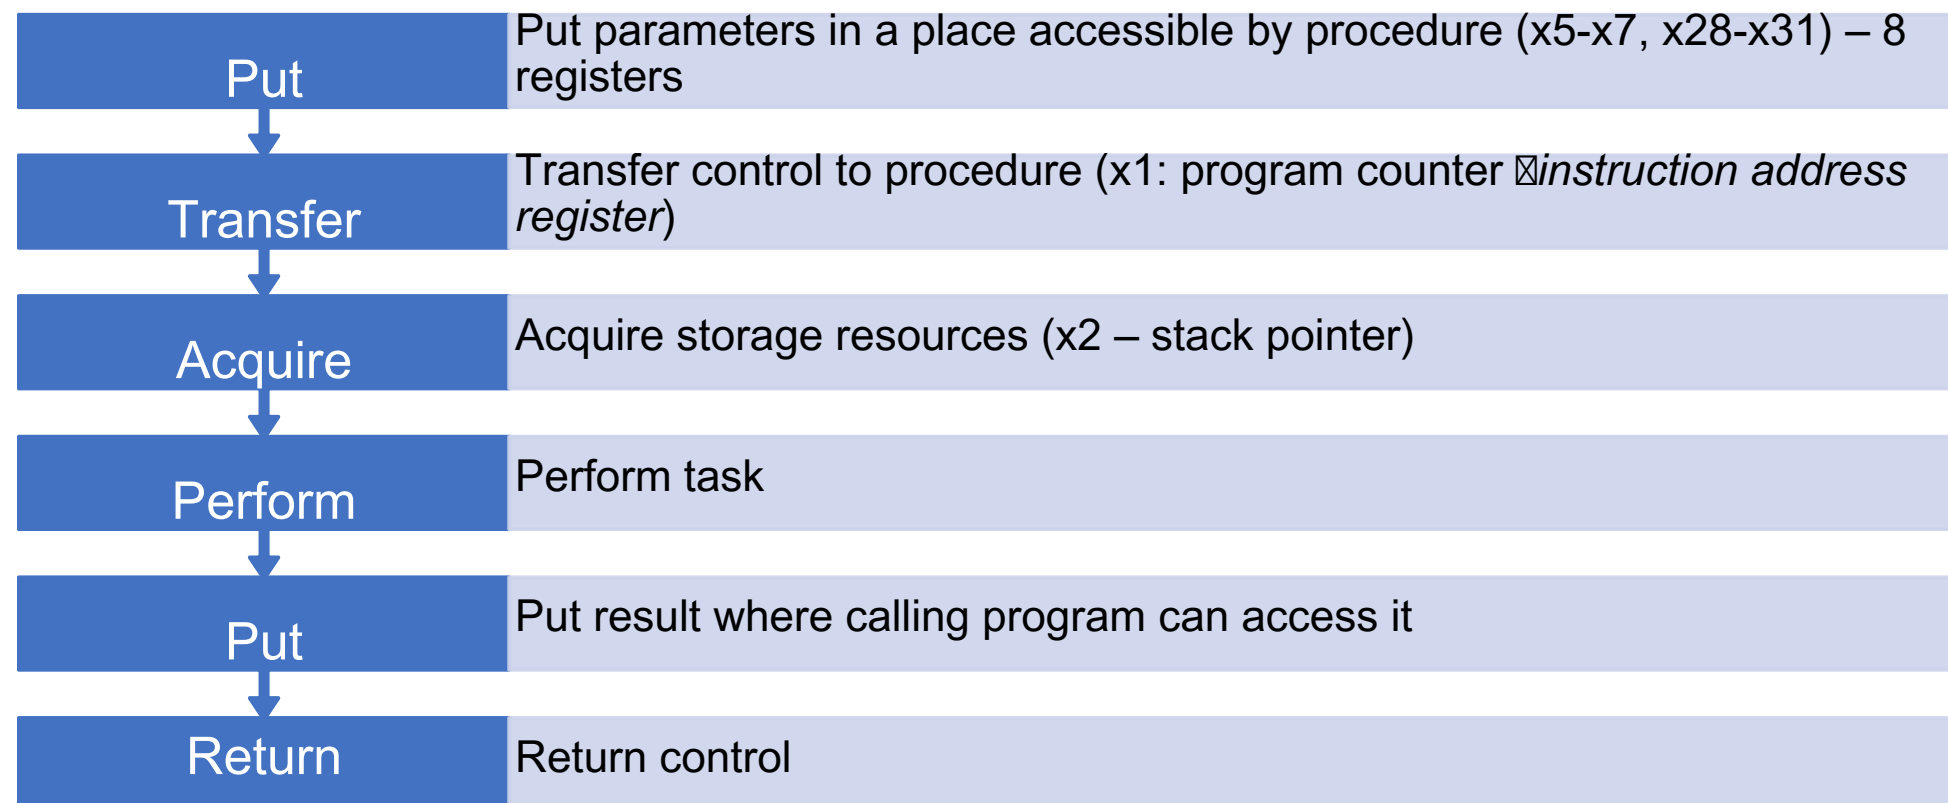 Put
Put parameters in a place accessible by procedure (x5-x7, x28-x31) – 8
registers
Transfer
Transfer control to procedure (x1: program counter instruction address
register)
Acquire
Acquire storage resources (x2 – stack pointer)
Perform
Perform task
Put
Put result where calling program can access it
Return
Return control